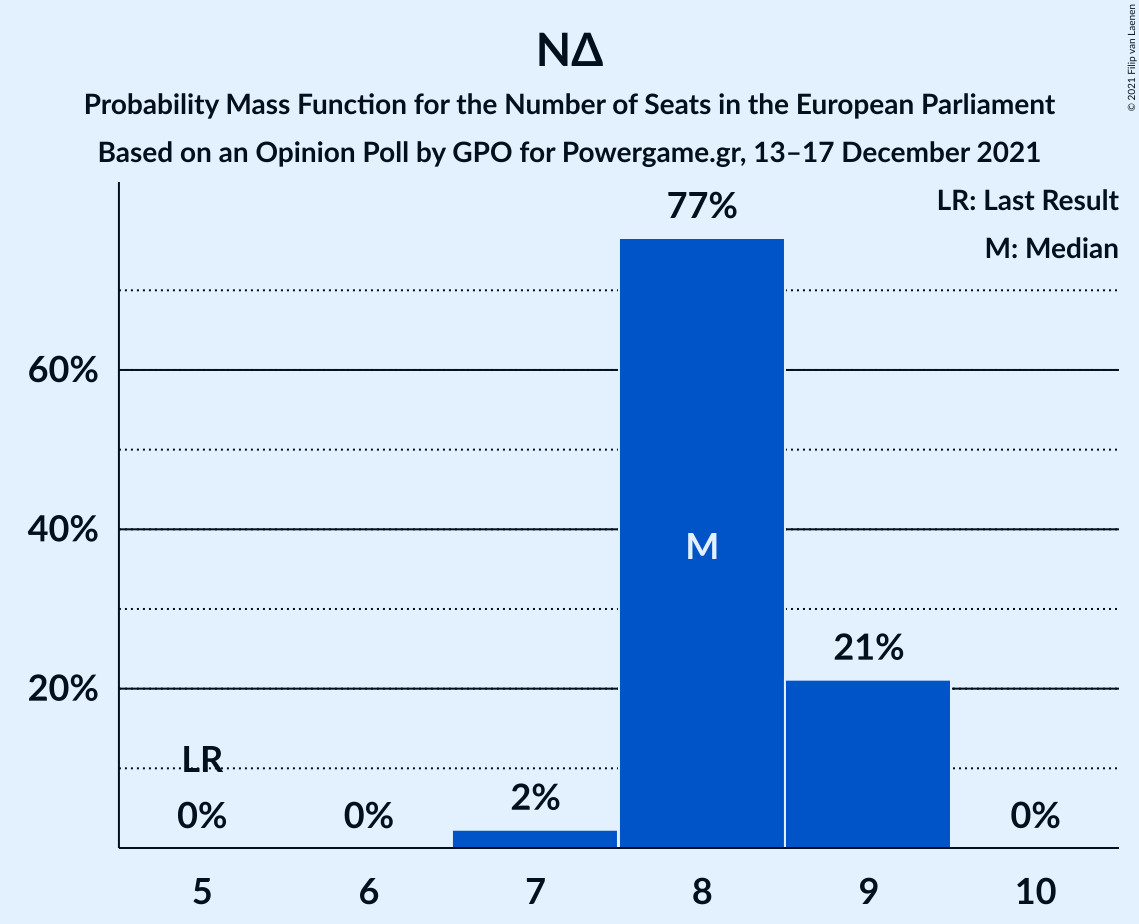 © 2021 Filip van Laenen
ΝΔ
Probability Mass Function for the Number of Seats in the European Parliament
Based on an Opinion Poll by GPO for Powergame.gr, 13–17 December 2021
LR: Last Result
M: Median
77%
60%
40%
M
21%
20%
LR
2%
0%
0%
0%
5
6
7
8
9
10